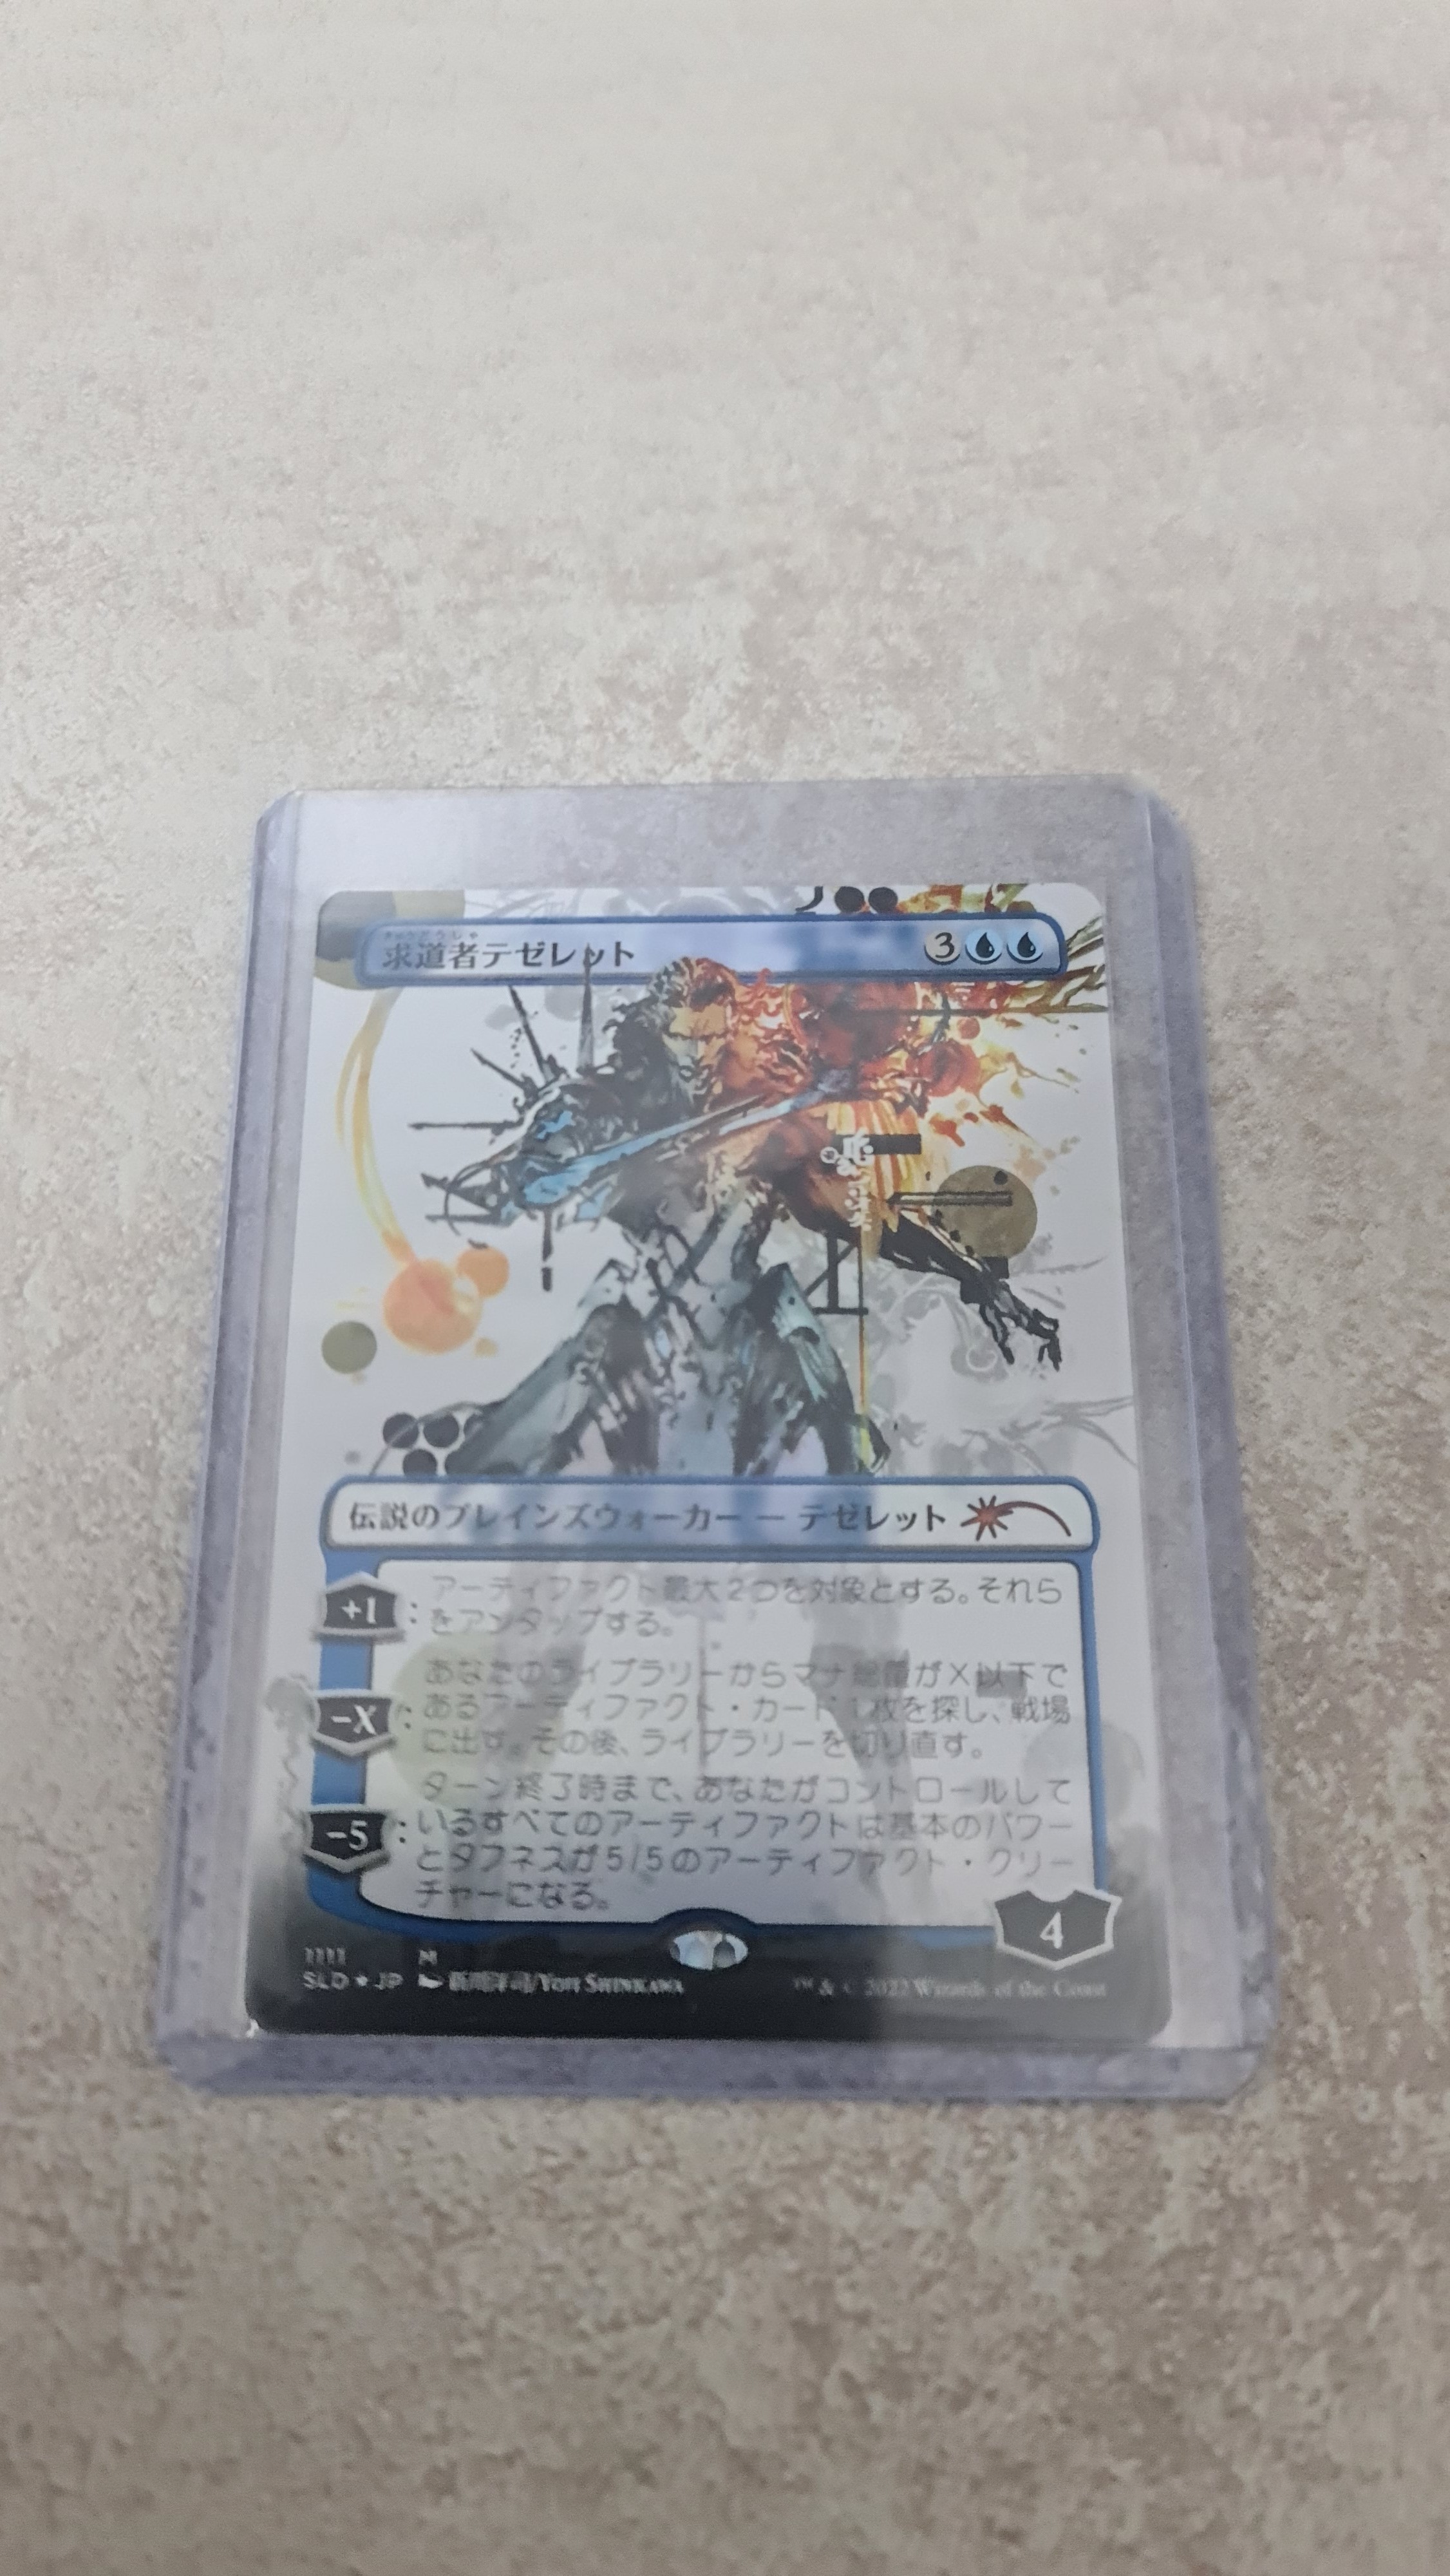 きゅうどうしゃ
求道者テゼレット
3
伝説のプレインズウォーカー ― テゼレット
+1 : アーティファクト最大2つを対象とする。それら
をアンタップする。
あなたのライブラリーからマナ総量がX以下で
−X : あるアーティファクト・カード1枚を探し、戦場
に出す。その後、ライブラリーを切り直す。
ターン終了時まで、あなたがコントロールして
−5 : いるすべてのアーティファクトは基本のパワー
とタフネスが5/5のアーティファクト・クリー
チャーになる。
4
1111 M
SLD ★ JP 新川洋司/Yoji Shinkawa
™ & © 2022 Wizards of the Coast